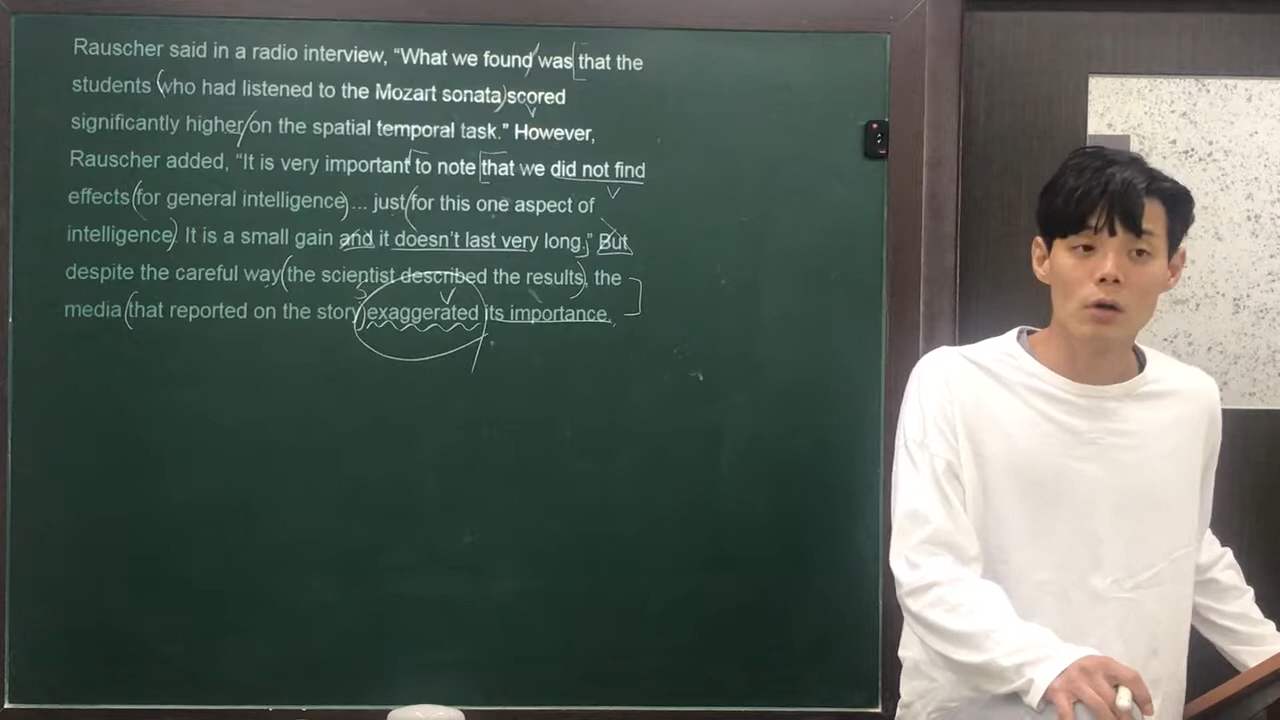 Rauscher said in a radio interview, “What we found was that the
students who had listened to the Mozart sonata scored
significantly higher on the spatial temporal task.” However,
Rauscher added, “It is very important to note that we did not find
effects for general intelligence ... just for this one aspect of
intelligence. It is a small gain and it doesn’t last very long.” But
despite the careful way the scientist described the results, the
media that reported on the story exaggerated its importance.